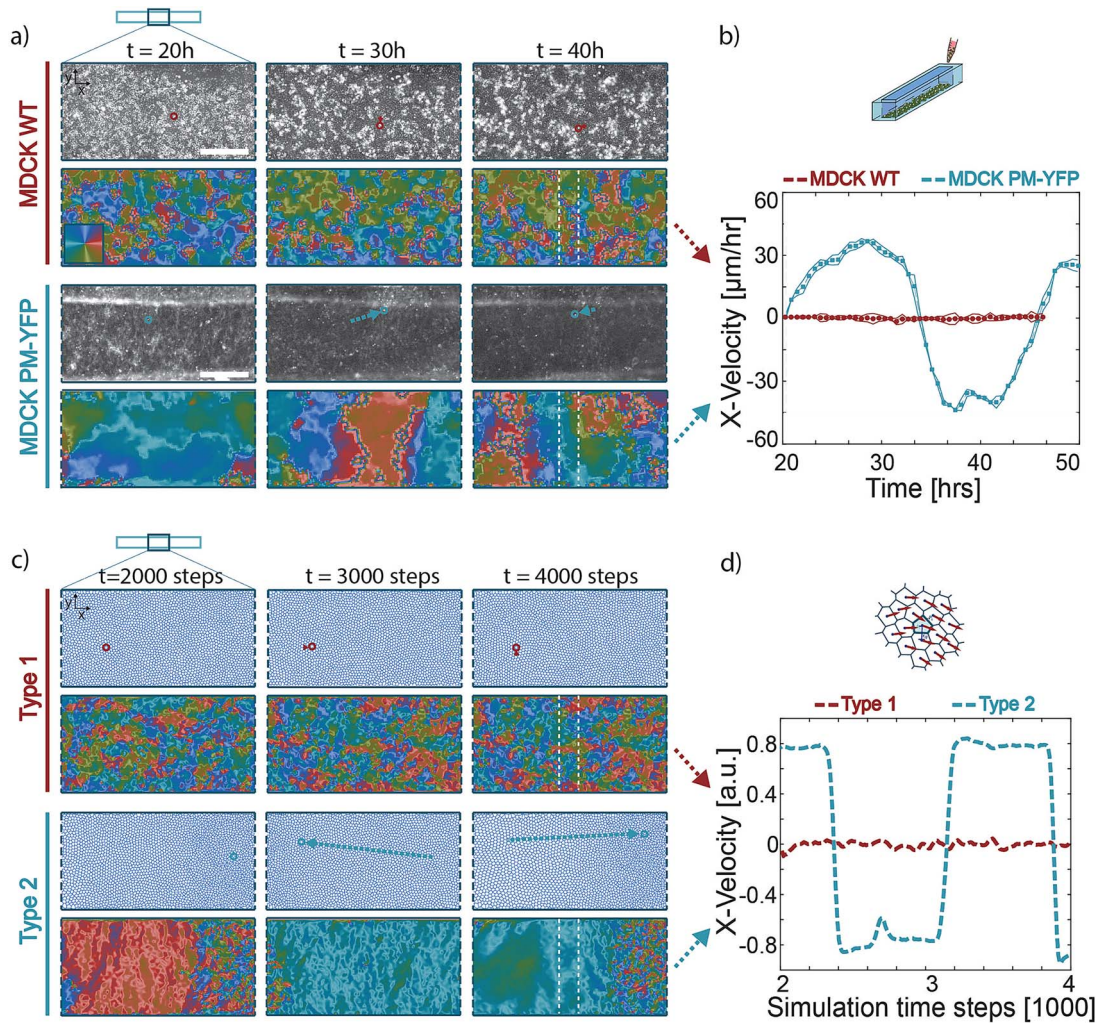 a)
t = 20h
t = 30h
t = 40h
MDCK WT
y
x
MDCK PM-YFP
b)
MDCK WT
MDCK PM-YFP
X-Velocity [µm/hr]
60
30
0
-30
-60
20
30
40
50
Time [hrs]
c)
t=2000 steps
t = 3000 steps
t = 4000 steps
Type 1
y
x
Type 2
d)
Type 1
Type 2
X-Velocity [a.u.]
0.8
0.4
0
-0.4
-0.8
2
3
4
Simulation time steps [1000]